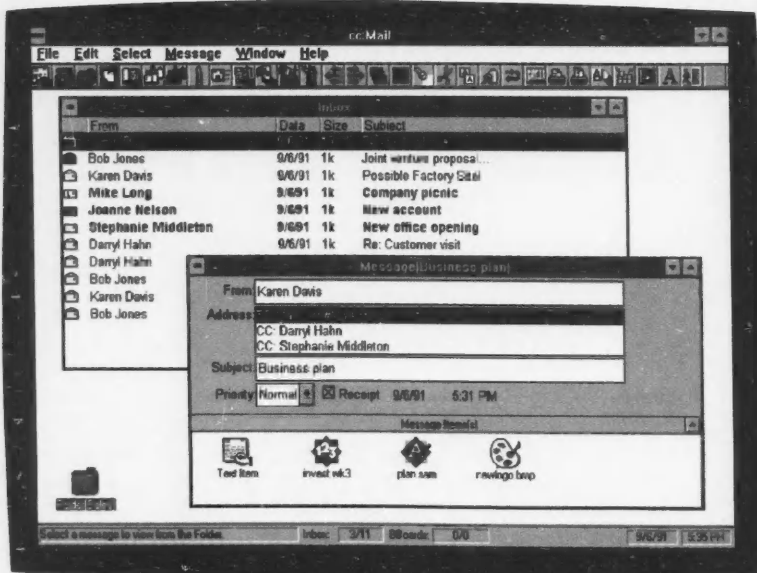 cc:Mail
File Edit Select Message Window Help
Inbox
From Date Size Subject
Bob Jones 9/6/91 1k Joint venture proposal...
Karen Davis 9/6/91 1k Possible Factory Site!
Mike Long 9/6/91 1k Company picnic
Joanne Nelson 9/6/91 1k New account
Stephanie Middleton 9/6/91 1k New office opening
Darryl Hahn 9/6/91 1k Re: Customer visit
Darryl Hahn
Bob Jones
Karen Davis
Bob Jones
Message[Business plan]
From: Karen Davis
Address:
CC: Darryl Hahn
CC: Stephanie Middleton
Subject: Business plan
Priority: Normal Receipt 9/6/91 5:31 PM
Message Item(s)
Text Item invest.wk3 plan.sam newlogo.bmp
Select a message to view from the Folder. Inbox: 3/11 BBoards: 0/0 9/6/91 5:35 PM